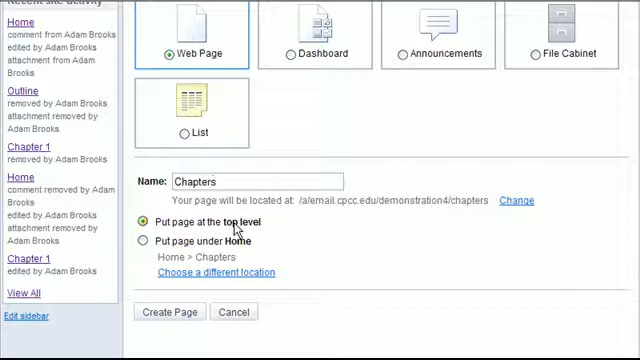 Recent site activity
Home
comment from Adam Brooks
edited by Adam Brooks
attachment from Adam
Brooks
Outline
removed by Adam Brooks
attachment removed by
Adam Brooks
Chapter 1
removed by Adam Brooks
Home
comment removed by Adam
Brooks
attachment removed by
Adam Brooks
Chapter 1
edited by Adam Brooks
View All
Edit sidebar
Web Page
Dashboard
Announcements
File Cabinet
List
Name: Chapters
Your page will be located at: /a/email.cpcc.edu/demonstration4/chapters Change
Put page at the top level
Put page under Home
Home > Chapters
Choose a different location
Create Page Cancel